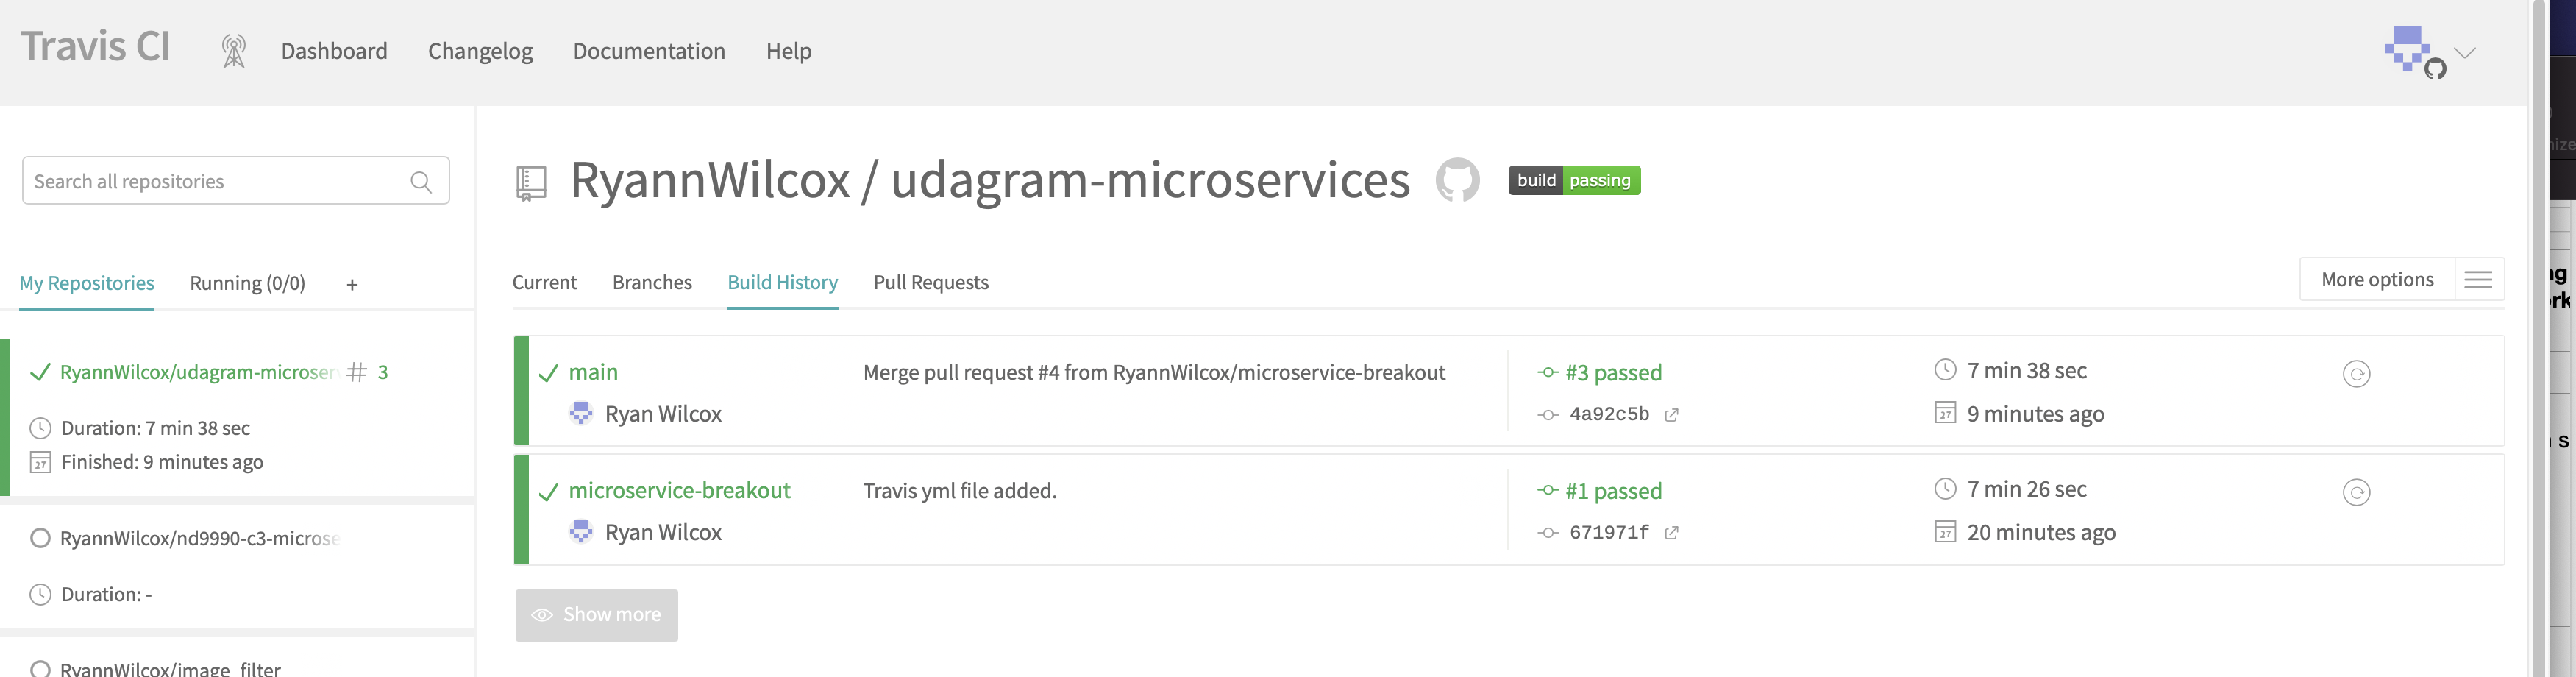 Travis CI
Dashboard
Changelog
Documentation
Help
Search all repositories
My Repositories
Running (0/0)
+
RyannWilcox/udagram-microser
# 3
Duration: 7 min 38 sec
27
Finished: 9 minutes ago
RyannWilcox/nd9990-c3-microse
Duration: -
RyannWilcox/image_filter
RyannWilcox / udagram-microservices
build passing
Current
Branches
Build History
Pull Requests
More options
main
Merge pull request #4 from RyannWilcox/microservice-breakout
#3 passed
7 min 38 sec
Ryan Wilcox
4a92c5b
27
9 minutes ago
microservice-breakout
Travis yml file added.
#1 passed
7 min 26 sec
Ryan Wilcox
671971f
27
20 minutes ago
Show more